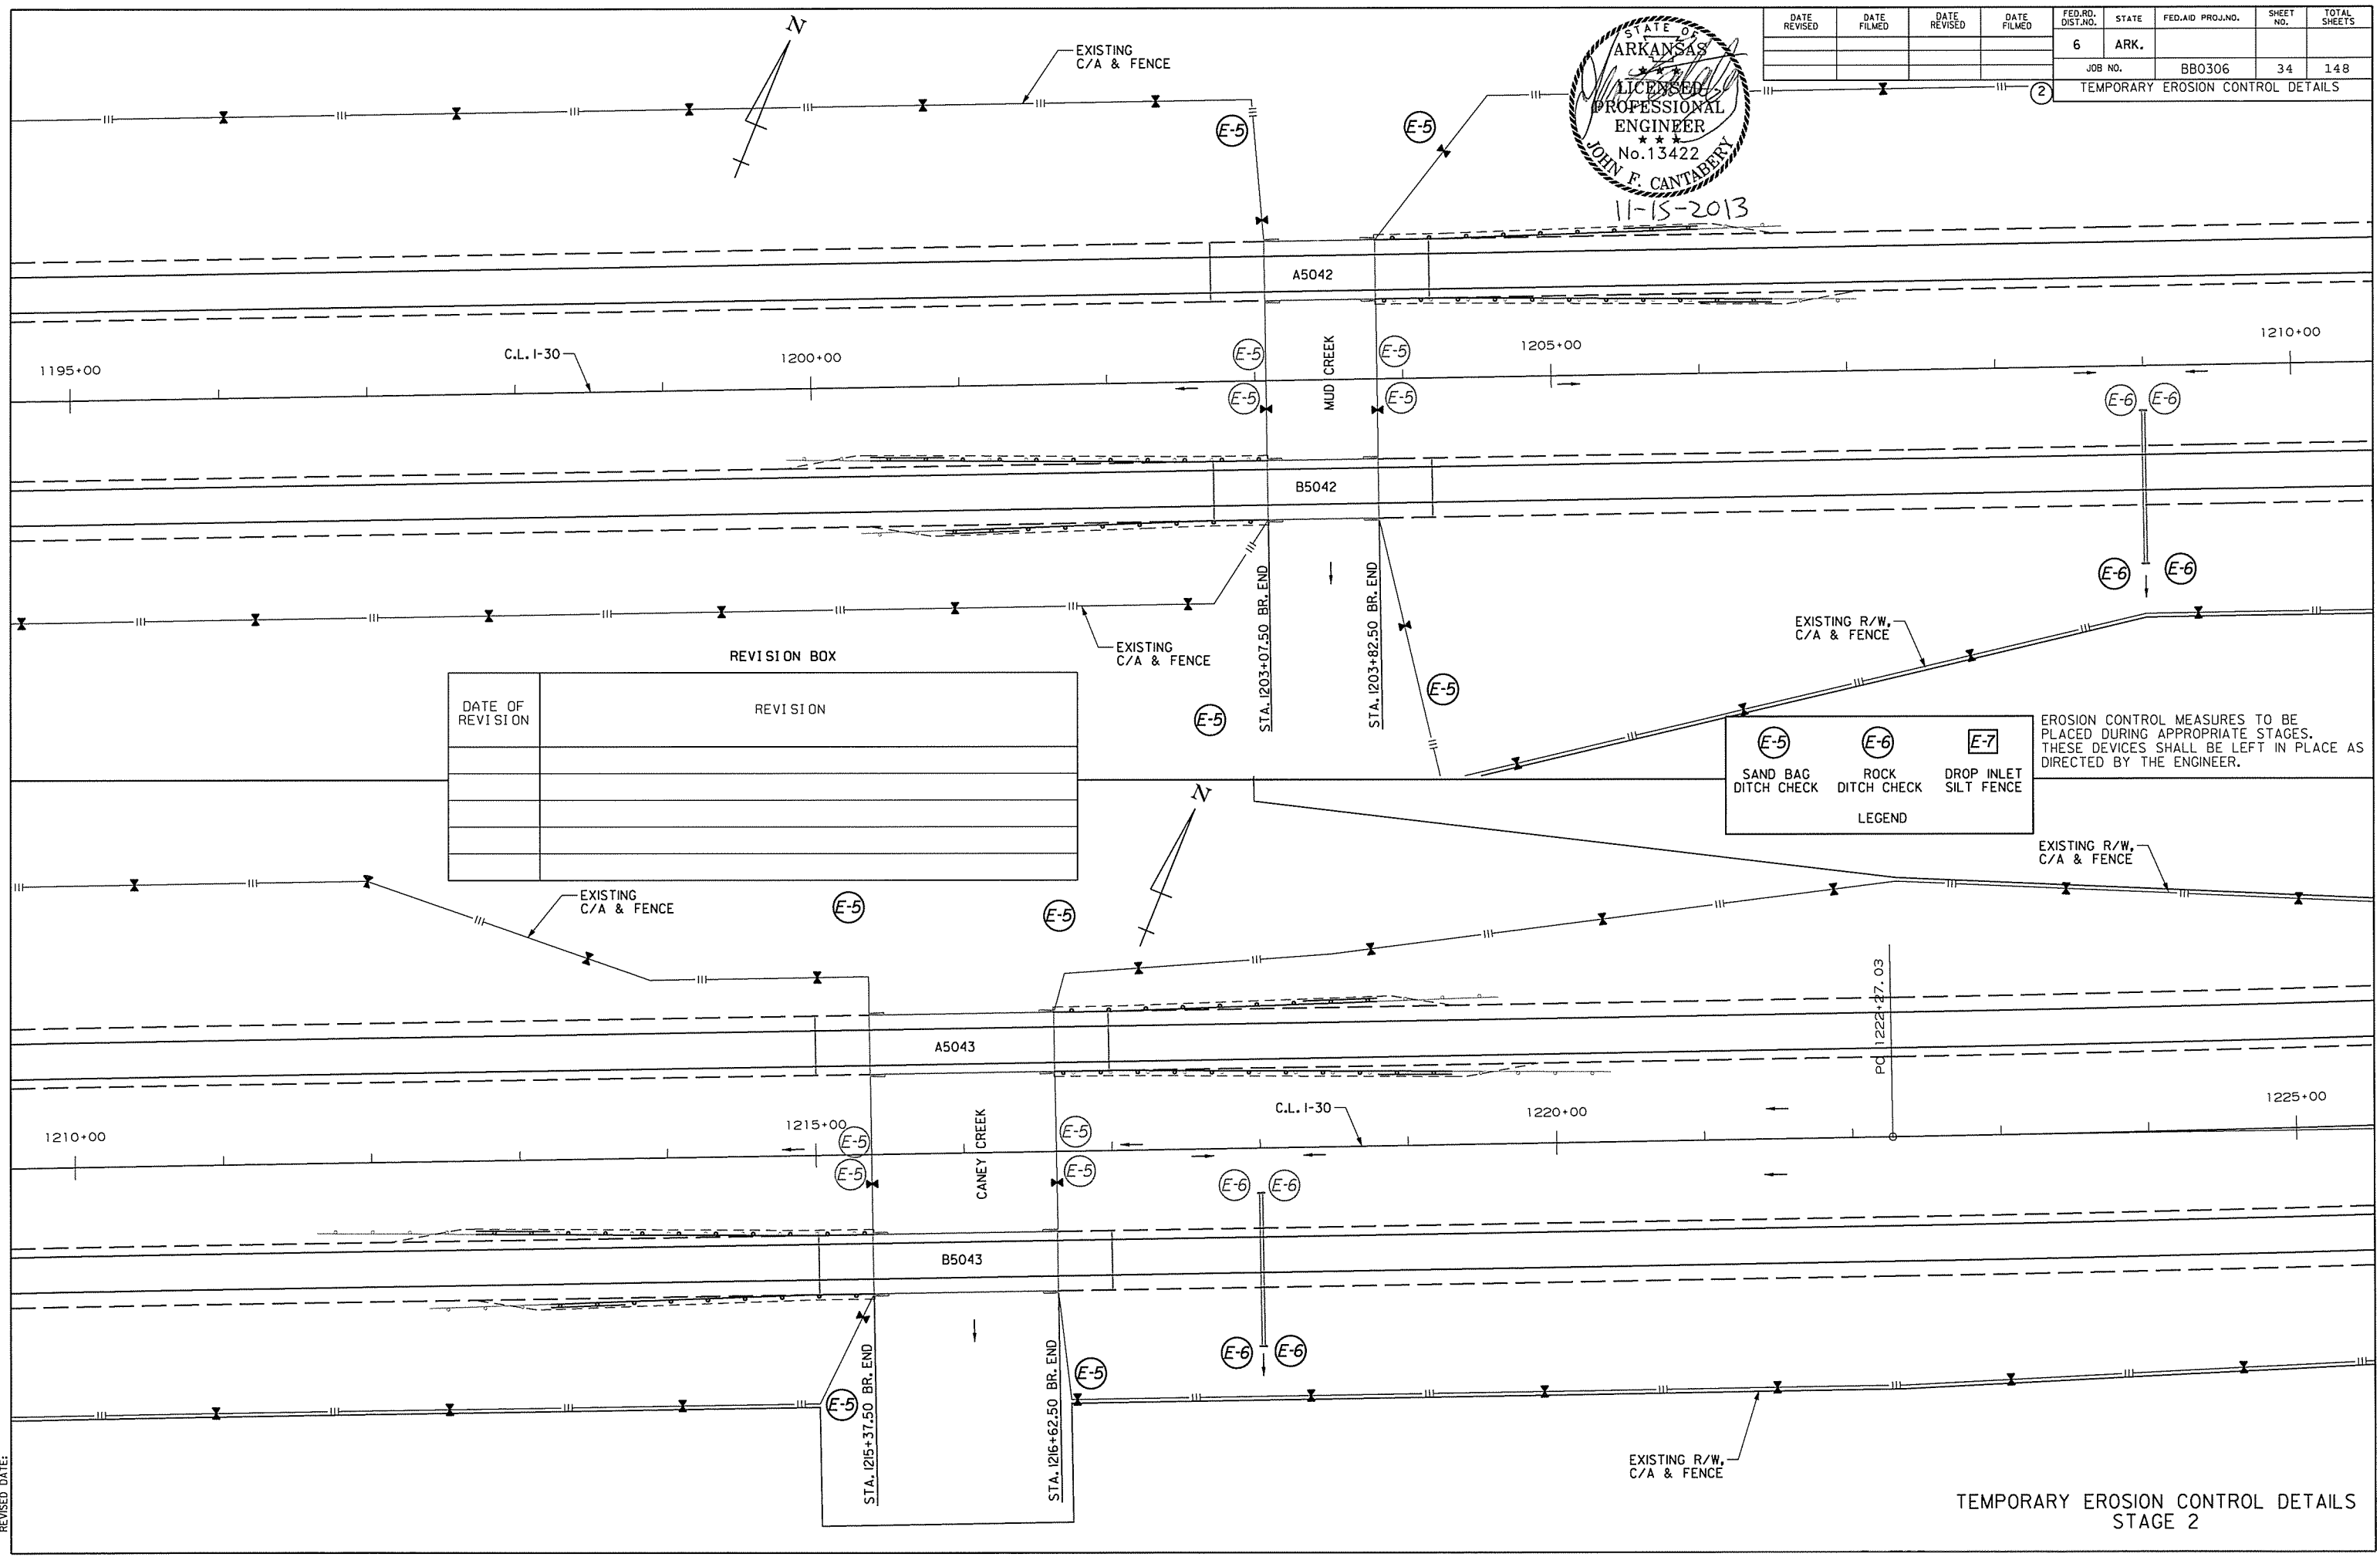 N
EXISTING
C/A & FENCE
STATE OF
ARKANSAS
★ ★ ★
LICENSED
PROFESSIONAL
ENGINEER
★ ★ ★
No.13422
JOHN F. CANTABERY
11-15-2013
DATE REVISED
DATE FILMED
DATE REVISED
DATE FILMED
FED.RD. DIST.NO.
STATE
FED.AID PROJ.NO.
SHEET NO.
TOTAL SHEETS
6 ARK.
JOB NO. BB0306 34 148
2 TEMPORARY EROSION CONTROL DETAILS
E-5
E-5
A5042
C.L. I-30
1195+00
1200+00
1205+00
1210+00
E-5
E-5
E-5
E-5
MUD CREEK
E-6 E-6
B5042
E-6 E-6
STA. 1203+07.50 BR. END
STA. 1203+82.50 BR. END
EXISTING
C/A & FENCE
EXISTING R/W,
C/A & FENCE
E-5
E-5
REVISION BOX
DATE OF
REVISION
REVISION
E-5
SAND BAG
DITCH CHECK
E-6
ROCK
DITCH CHECK
E-7
DROP INLET
SILT FENCE
LEGEND
EROSION CONTROL MEASURES TO BE
PLACED DURING APPROPRIATE STAGES.
THESE DEVICES SHALL BE LEFT IN PLACE AS
DIRECTED BY THE ENGINEER.
N
EXISTING R/W,
C/A & FENCE
EXISTING
C/A & FENCE
E-5
E-5
A5043
PC 1222+27.03
C.L. I-30
1210+00
1215+00
1220+00
1225+00
E-5
E-5
E-5
E-5
CANEY CREEK
E-6 E-6
B5043
E-6 E-6
STA. 1215+37.50 BR. END
STA. 1216+62.50 BR. END
E-5
E-5
EXISTING R/W,
C/A & FENCE
TEMPORARY EROSION CONTROL DETAILS
STAGE 2
REVISED DATE: